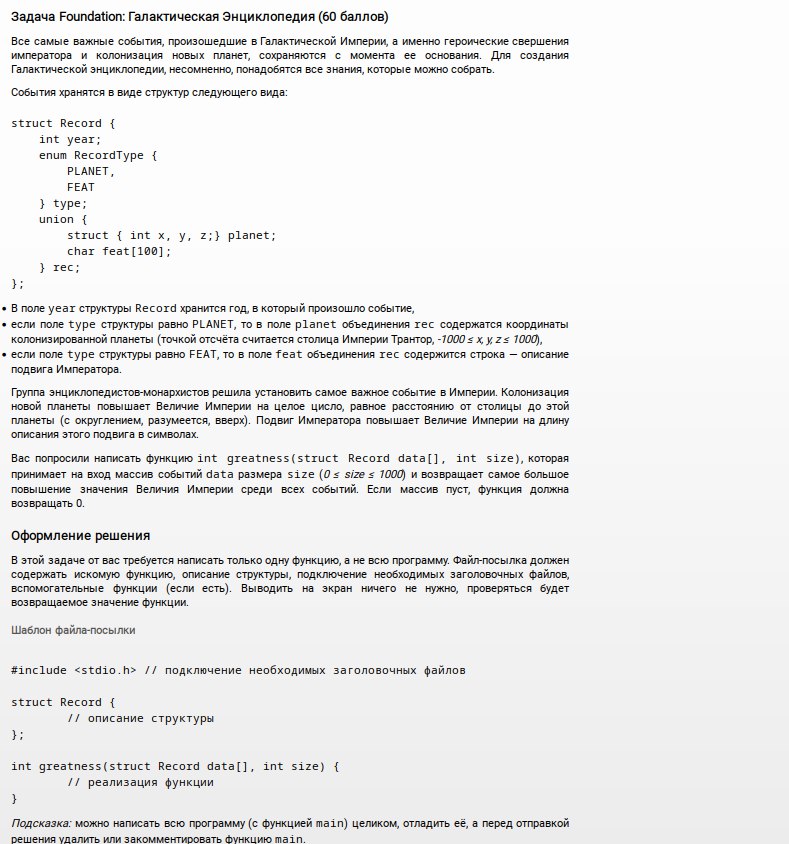 Задача Foundation: Галактическая Энциклопедия (60 баллов)
Все самые важные события, произошедшие в Галактической Империи, а именно героические свершения
императора и колонизация новых планет, сохраняются с момента ее основания. Для создания
Галактической энциклопедии, несомненно, понадобятся все знания, которые можно собрать.
События хранятся в виде структур следующего вида:
struct Record {
    int year;
    enum RecordType {
        PLANET,
        FEAT
    } type;
    union {
        struct { int x, y, z;} planet;
        char feat[100];
    } rec;
};
• В поле year структуры Record хранится год, в который произошло событие,
• если поле type структуры равно PLANET, то в поле planet объединения rec содержатся координаты
колонизированной планеты (точкой отсчёта считается столица Империи Трантор, -1000 ≤ x, y, z ≤ 1000),
• если поле type структуры равно FEAT, то в поле feat объединения rec содержится строка — описание
подвига Императора.
Группа энциклопедистов-монархистов решила установить самое важное событие в Империи. Колонизация
новой планеты повышает Величие Империи на целое цисло, равное расстоянию от столицы до этой
планеты (с округлением, разумеется, вверх). Подвиг Императора повышает Величие Империи на длину
описания этого подвига в символах.
Вас попросили написать функцию int greatness(struct Record data[], int size), которая
принимает на вход массив событий data размера size (0 ≤ size ≤ 1000) и возвращает самое большое
повышение значения Величия Империи среди всех событий. Если массив пуст, функция должна
возвращать 0.
Оформление решения
В этой задаче от вас требуется написать только одну функцию, а не всю программу. Файл-посылка должен
содержать искомую функцию, описание структуры, подключение необходимых заголовочных файлов,
вспомогательные функции (если есть). Выводить на экран ничего не нужно, проверяться будет
возвращаемое значение функции.
Шаблон файла-посылки
#include <stdio.h> // подключение необходимых заголовочных файлов
struct Record {
        // описание структуры
};
int greatness(struct Record data[], int size) {
        // реализация функции
}
Подсказка: можно написать всю программу (с функцией main) целиком, отладить её, а перед отправкой
решения удалить или закомментировать функцию main.